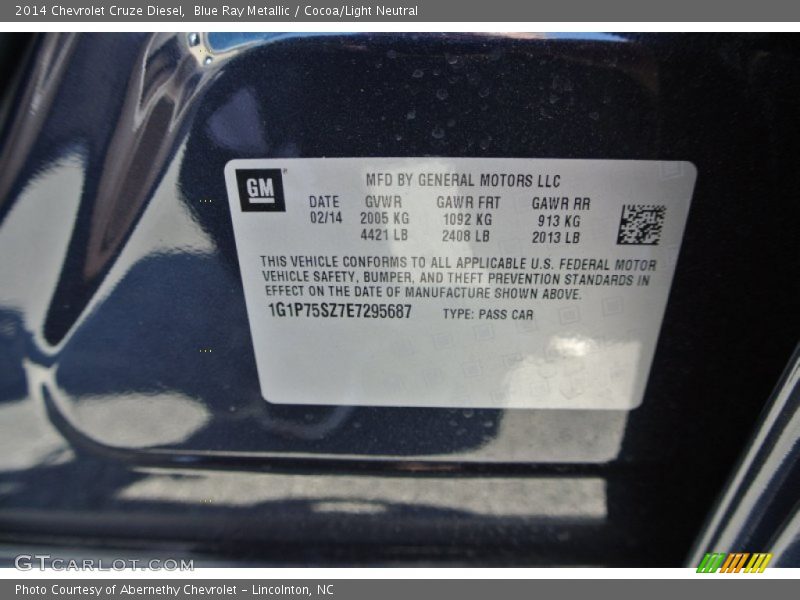 2014 Chevrolet Cruze Diesel, Blue Ray Metallic / Cocoa/Light Neutral
GM
MFD BY GENERAL MOTORS LLC
DATE GVWR GAWR FRT GAWR RR
02/14 2005 KG 1092 KG 913 KG
4421 LB 2408 LB 2013 LB
THIS VEHICLE CONFORMS TO ALL APPLICABLE U.S. FEDERAL MOTOR
VEHICLE SAFETY, BUMPER, AND THEFT PREVENTION STANDARDS IN
EFFECT ON THE DATE OF MANUFACTURE SHOWN ABOVE.
1G1P75SZ7E7295687 TYPE: PASS CAR
GTCARLOT.COM
Photo Courtesy of Abernethy Chevrolet – Lincolnton, NC